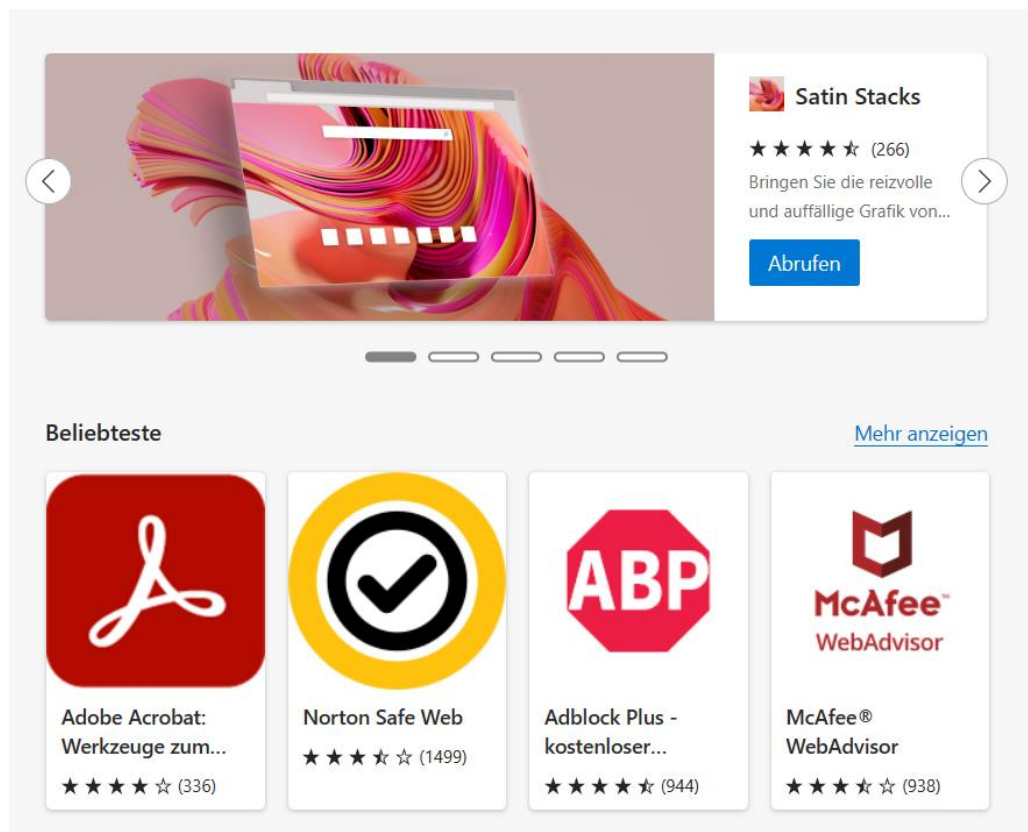 Satin Stacks
(266)
Bringen Sie die reizvolle
und auffällige Grafik von...
Abrufen
Beliebteste
Mehr anzeigen
ABP
McAfee™
WebAdvisor
Adobe Acrobat:
Werkzeuge zum...
(336)
Norton Safe Web
(1499)
Adblock Plus -
kostenloser...
(944)
McAfee®
WebAdvisor
(938)